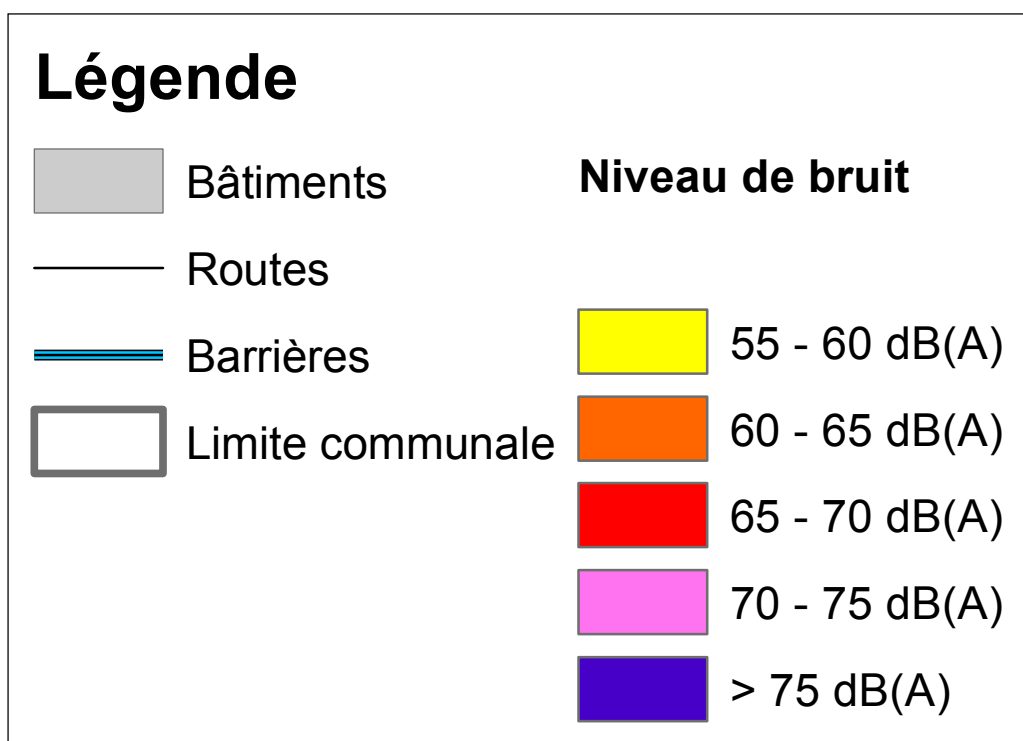 Légende
Bâtiments
Routes
Barrières
Limite communale
Niveau de bruit
55 - 60 dB(A)
60 - 65 dB(A)
65 - 70 dB(A)
70 - 75 dB(A)
> 75 dB(A)